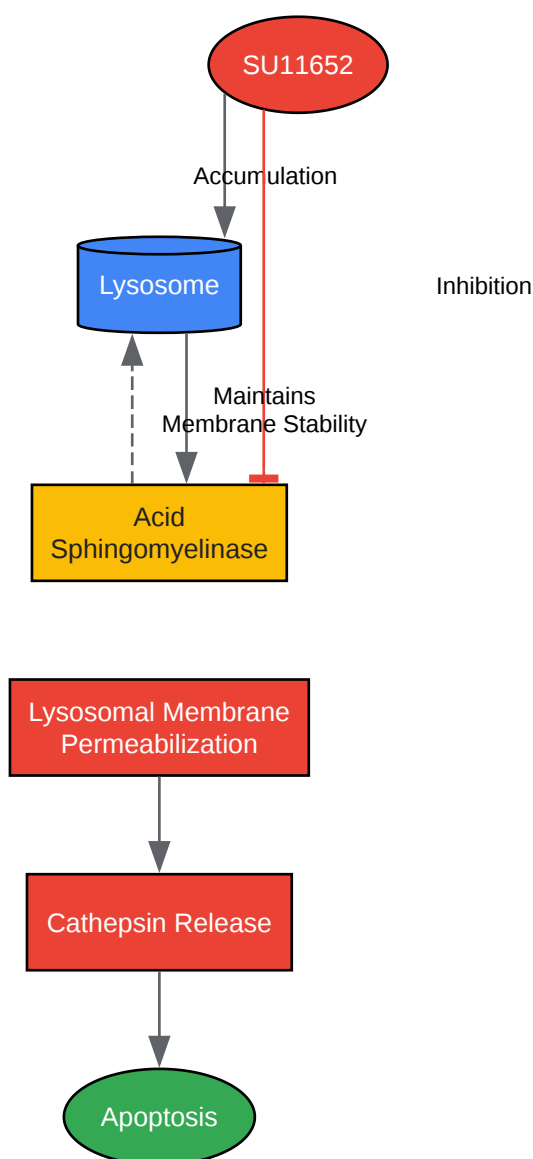 SU11652
Accumulation
Lysosome
Inhibition
Maintains
Membrane Stability
Acid
Sphingomyelinase
Lysosomal Membrane
Permeabilization
Cathepsin Release
Apoptosis